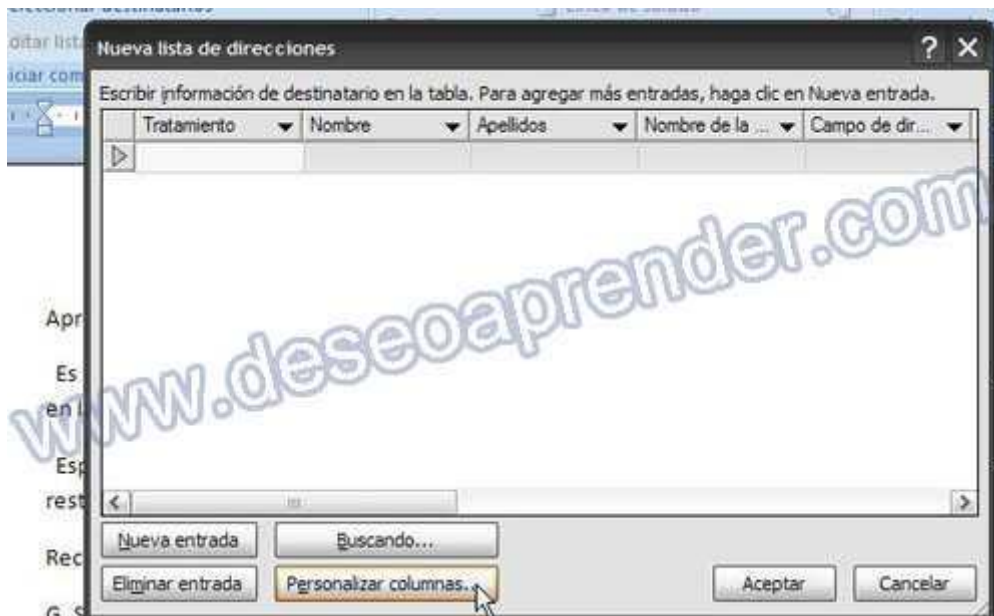 Nueva lista de direcciones
? X
Escribir información de destinatario en la tabla. Para agregar más entradas, haga clic en Nueva entrada.
Tratamiento Nombre Apellidos Nombre de la ... Campo de dir...
www.deseoaprender.com
Apr
Es
en l
Esp
rest
Nueva entrada Buscando...
Rec
Eliminar entrada Personalizar columnas... Aceptar Cancelar